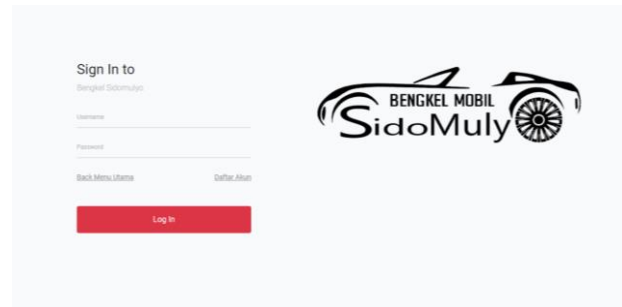 Sign In to
Bengkel Sidomulyo
Username
Password
Back Menu Utama
Daftar Akun
Log In
BENGKEL MOBIL
SidoMuly